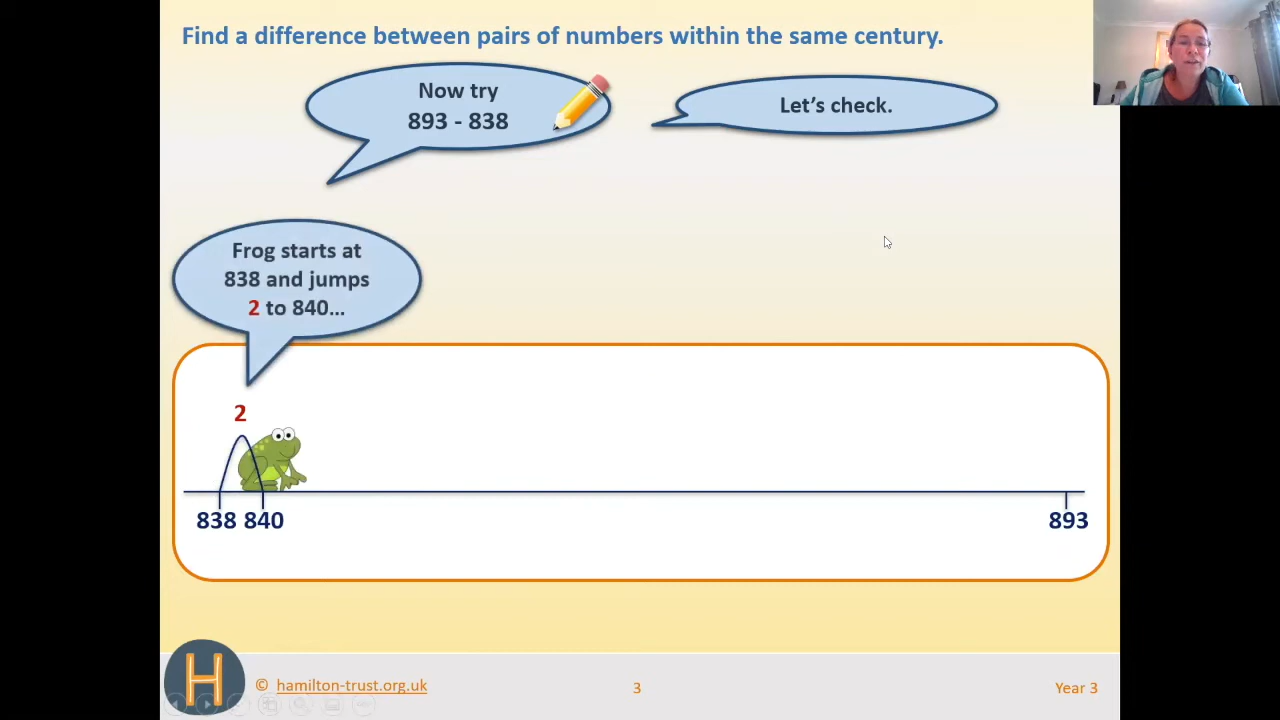 Find a difference between pairs of numbers within the same century.
Now try
893 - 838
Let's check.
Frog starts at
838 and jumps
2 to 840...
2
838 840
893
H
© hamilton-trust.org.uk
3
Year 3